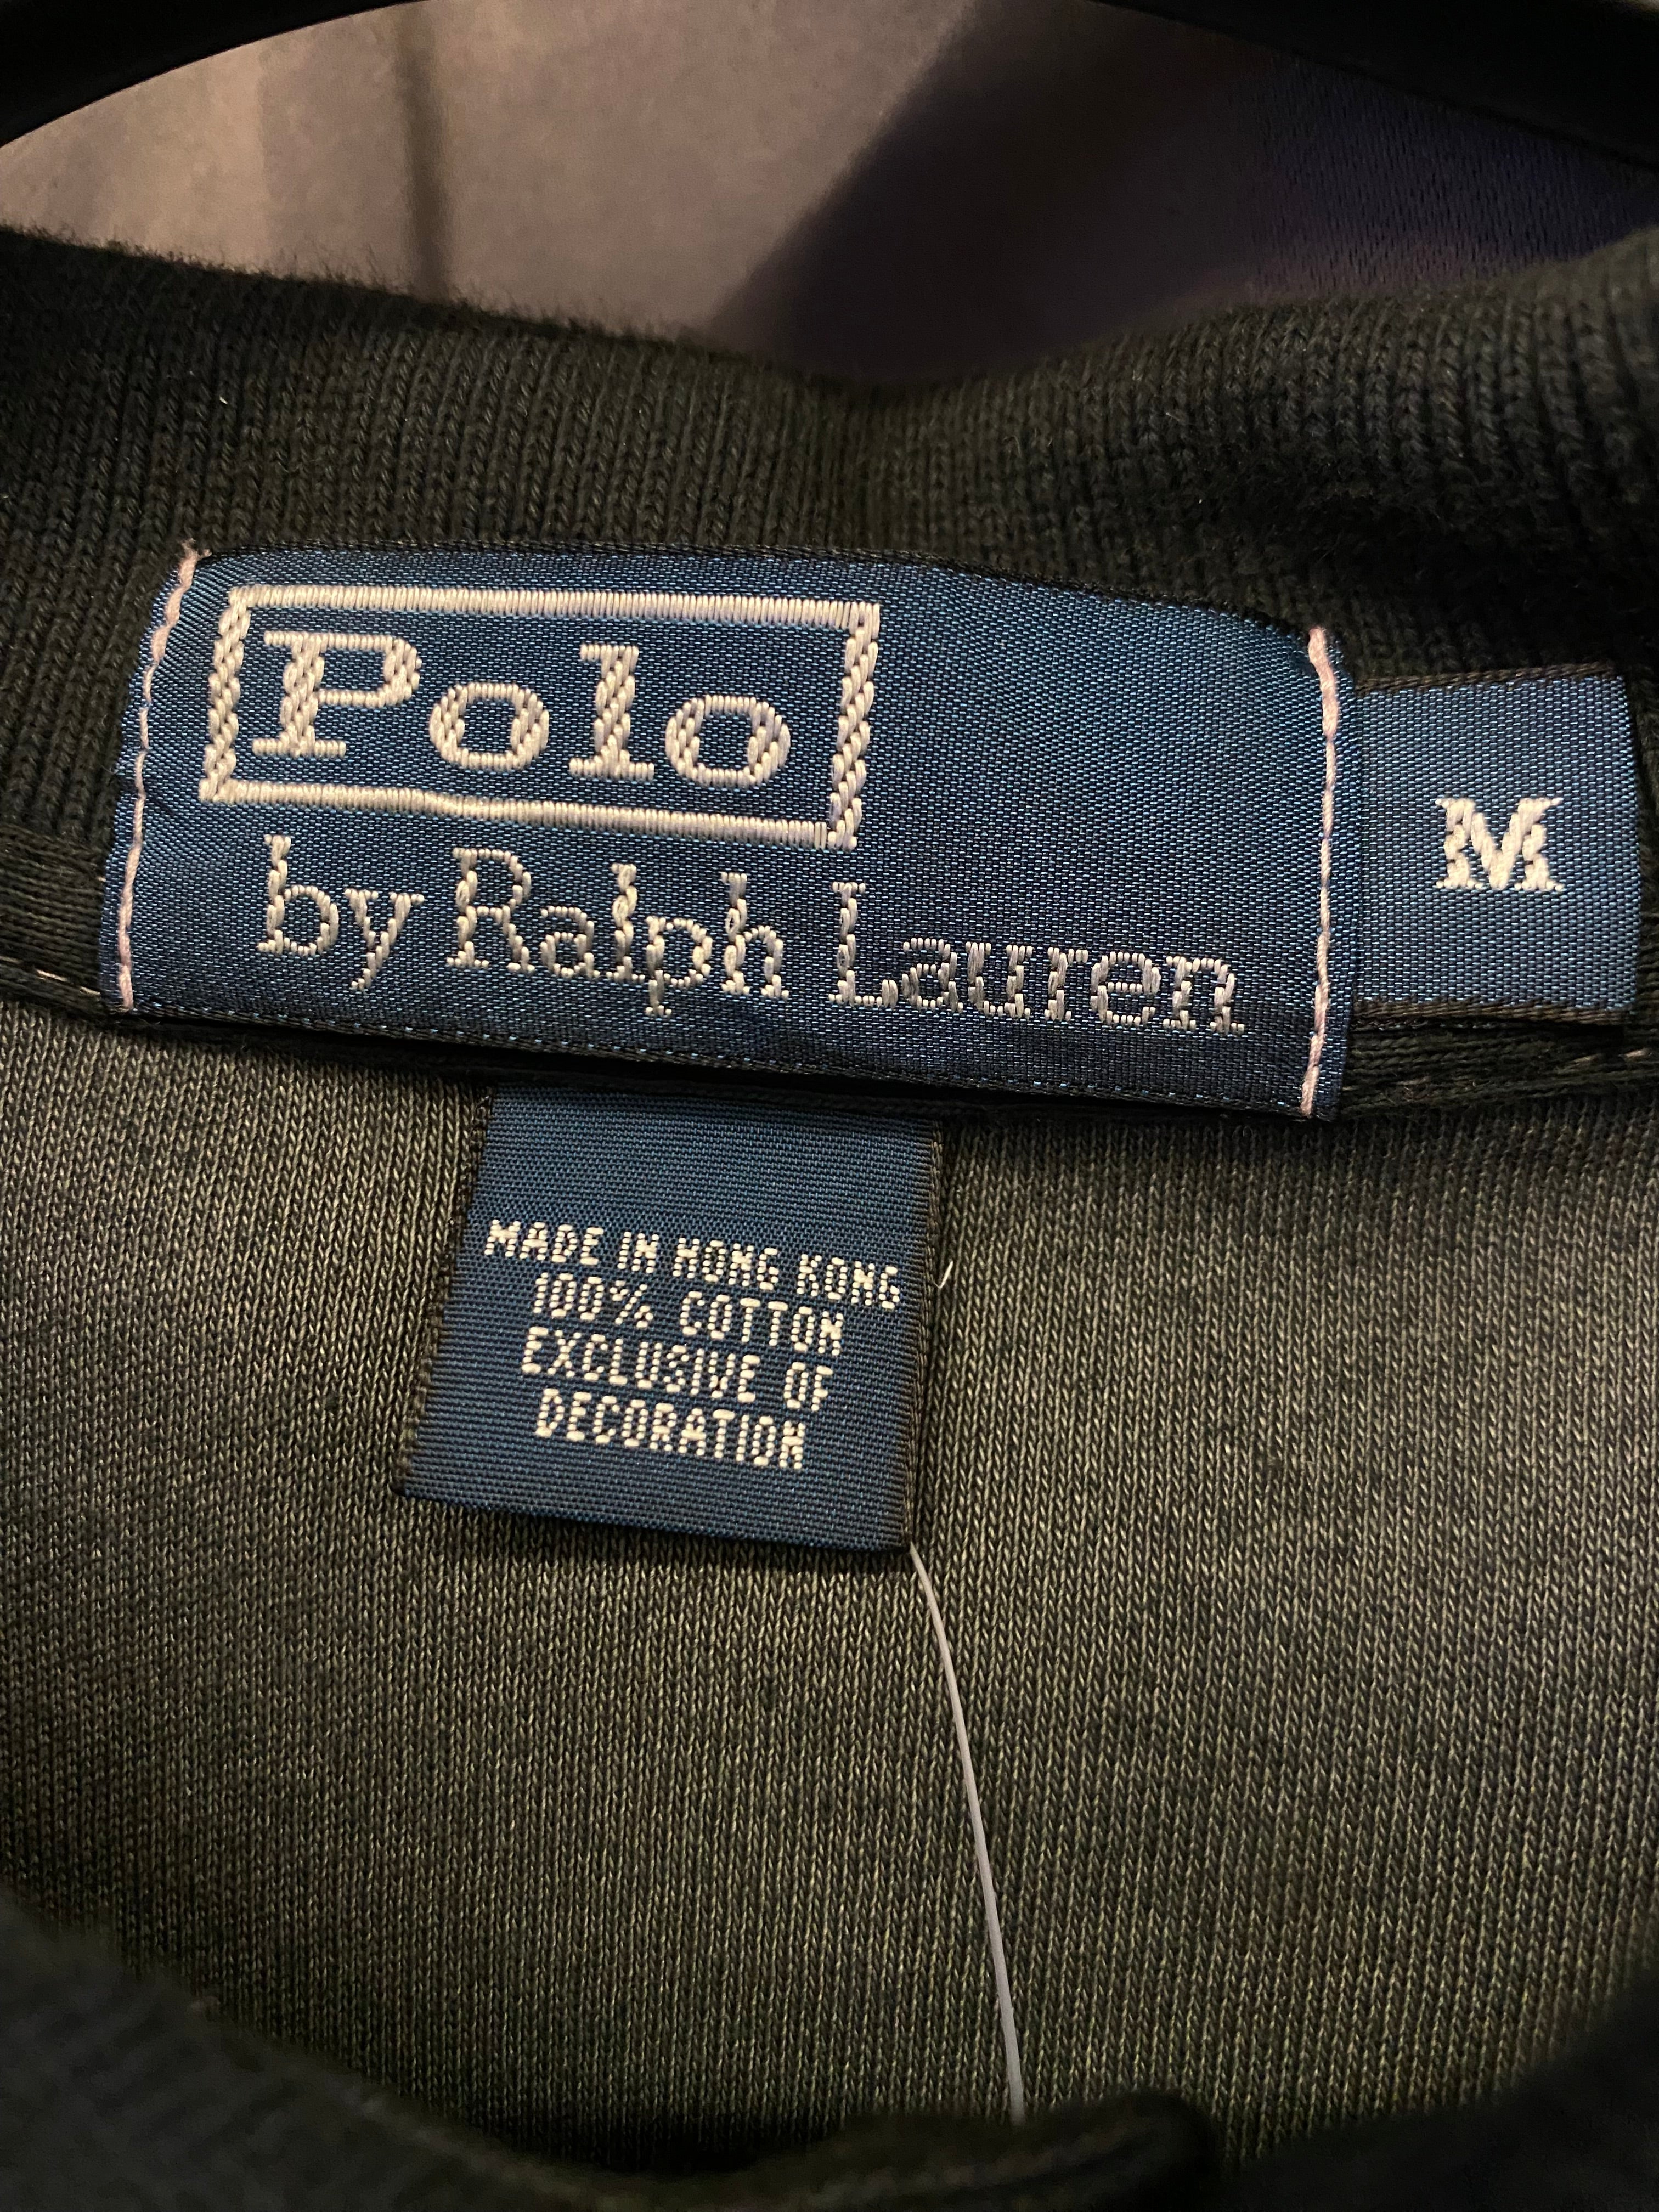 Polo
by Ralph Lauren
M
MADE IN HONG KONG
100% COTTON
EXCLUSIVE OF
DECORATION